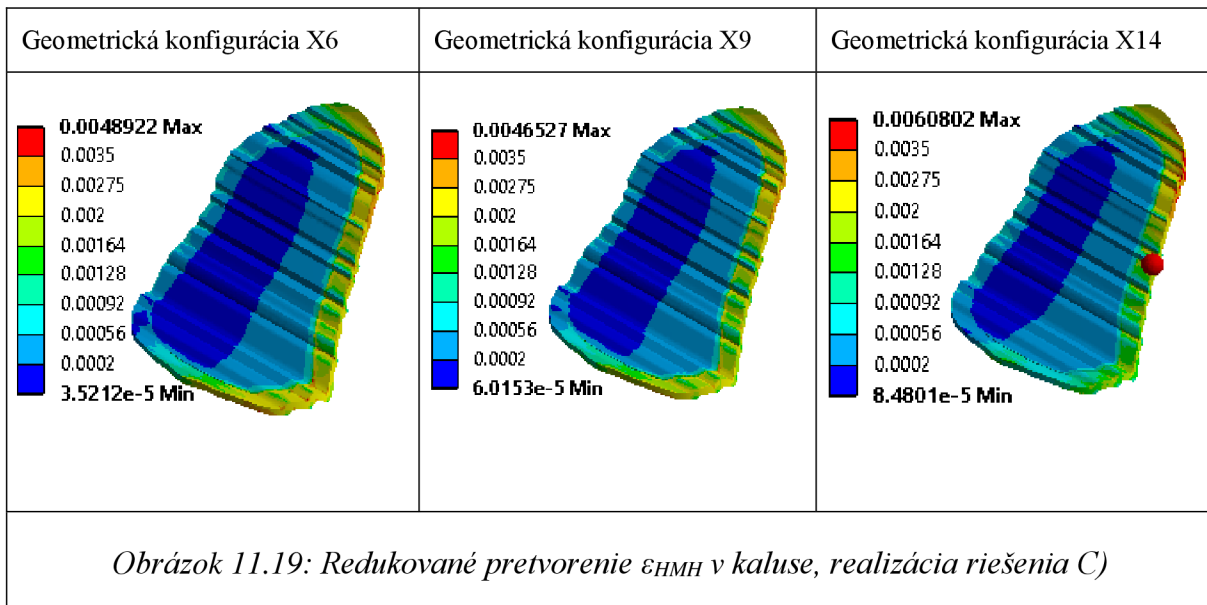 Geometrická konfigurácia X6
Geometrická konfigurácia X9
Geometrická konfigurácia X14
0.0048922 Max
0.0035
0.00275
0.002
0.00164
0.00128
0.00092
0.00056
0.0002
3.5212e-5 Min
0.0046527 Max
0.0035
0.00275
0.002
0.00164
0.00128
0.00092
0.00056
0.0002
6.0153e-5 Min
0.0060802 Max
0.0035
0.00275
0.002
0.00164
0.00128
0.00092
0.00056
0.0002
8.4801e-5 Min
Obrázok 11.19: Redukované pretvorenie εHMH v kaluse, realizácia riešenia C)